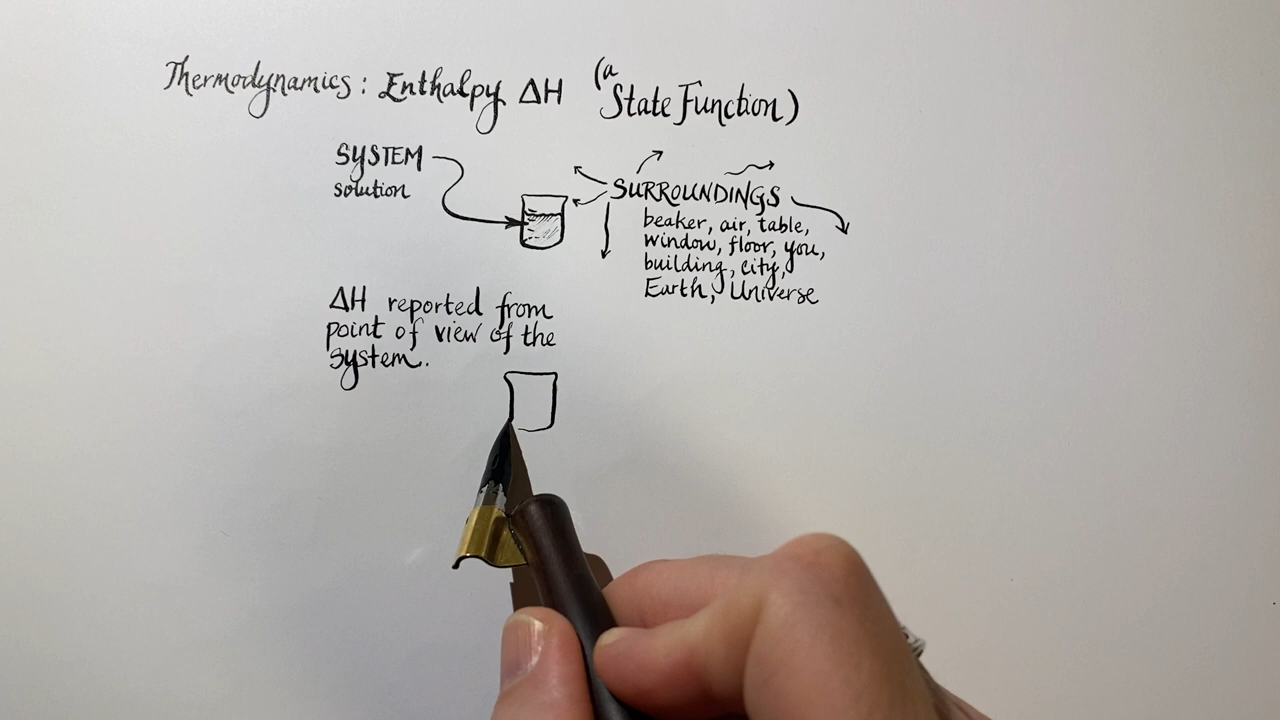 Thermodynamics: Enthalpy ΔH (a State Function)
SYSTEM
solution
SURROUNDINGS
beaker, air, table,
window, floor, you,
building, city,
Earth, Universe
ΔH reported from
point of view of the
system.